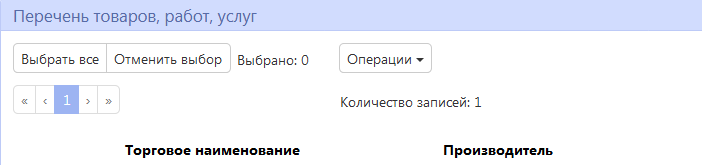 Перечень товаров, работ, услуг
Выбрать все Отменить выбор Выбрано: 0 Операции
« ‹ 1 › » Количество записей: 1
Торговое наименование Производитель